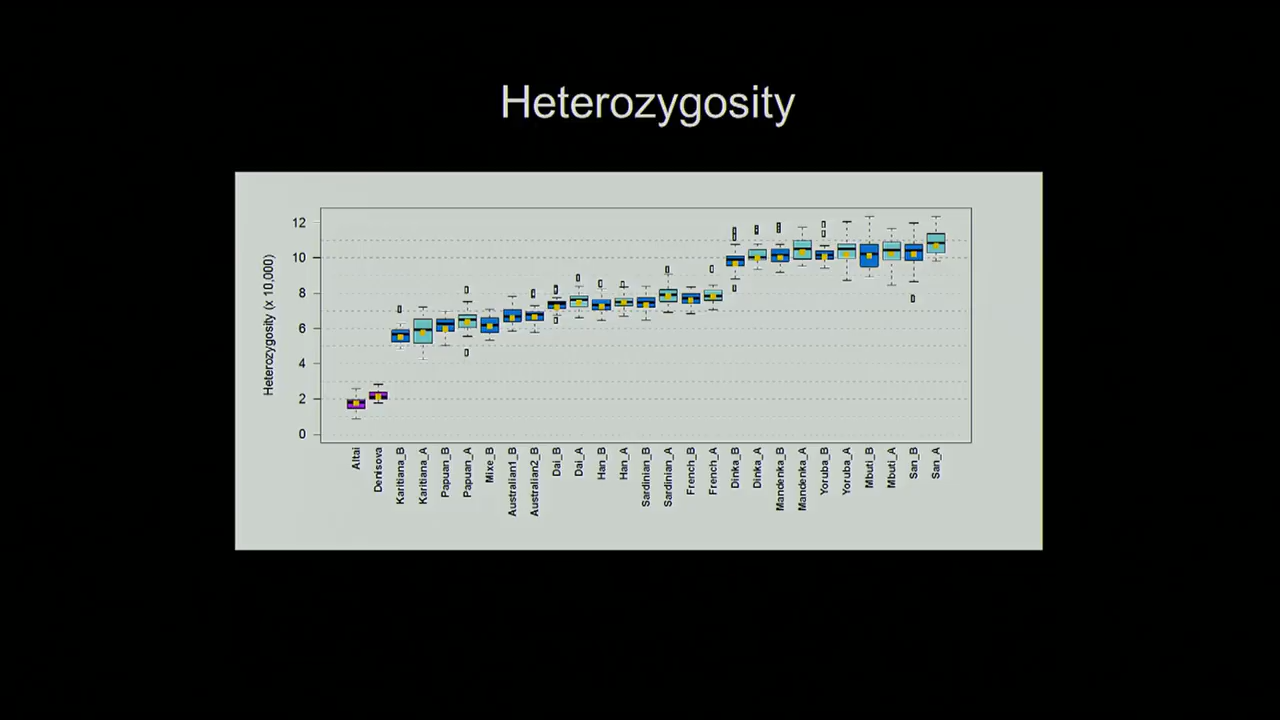 Heterozygosity
12
10
8
6
4
2
0
Heterozygosity (x 10,000)
Altai
Denisova
Karitiana_B
Karitiana_A
Papuan_B
Papuan_A
Mixe_B
Australian1_B
Australian2_B
Dai_B
Dai_A
Han_B
Han_A
Sardinian_B
Sardinian_A
French_B
French_A
Dinka_B
Dinka_A
Mandenka_B
Mandenka_A
Yoruba_B
Yoruba_A
Mbuti_B
Mbuti_A
San_B
San_A